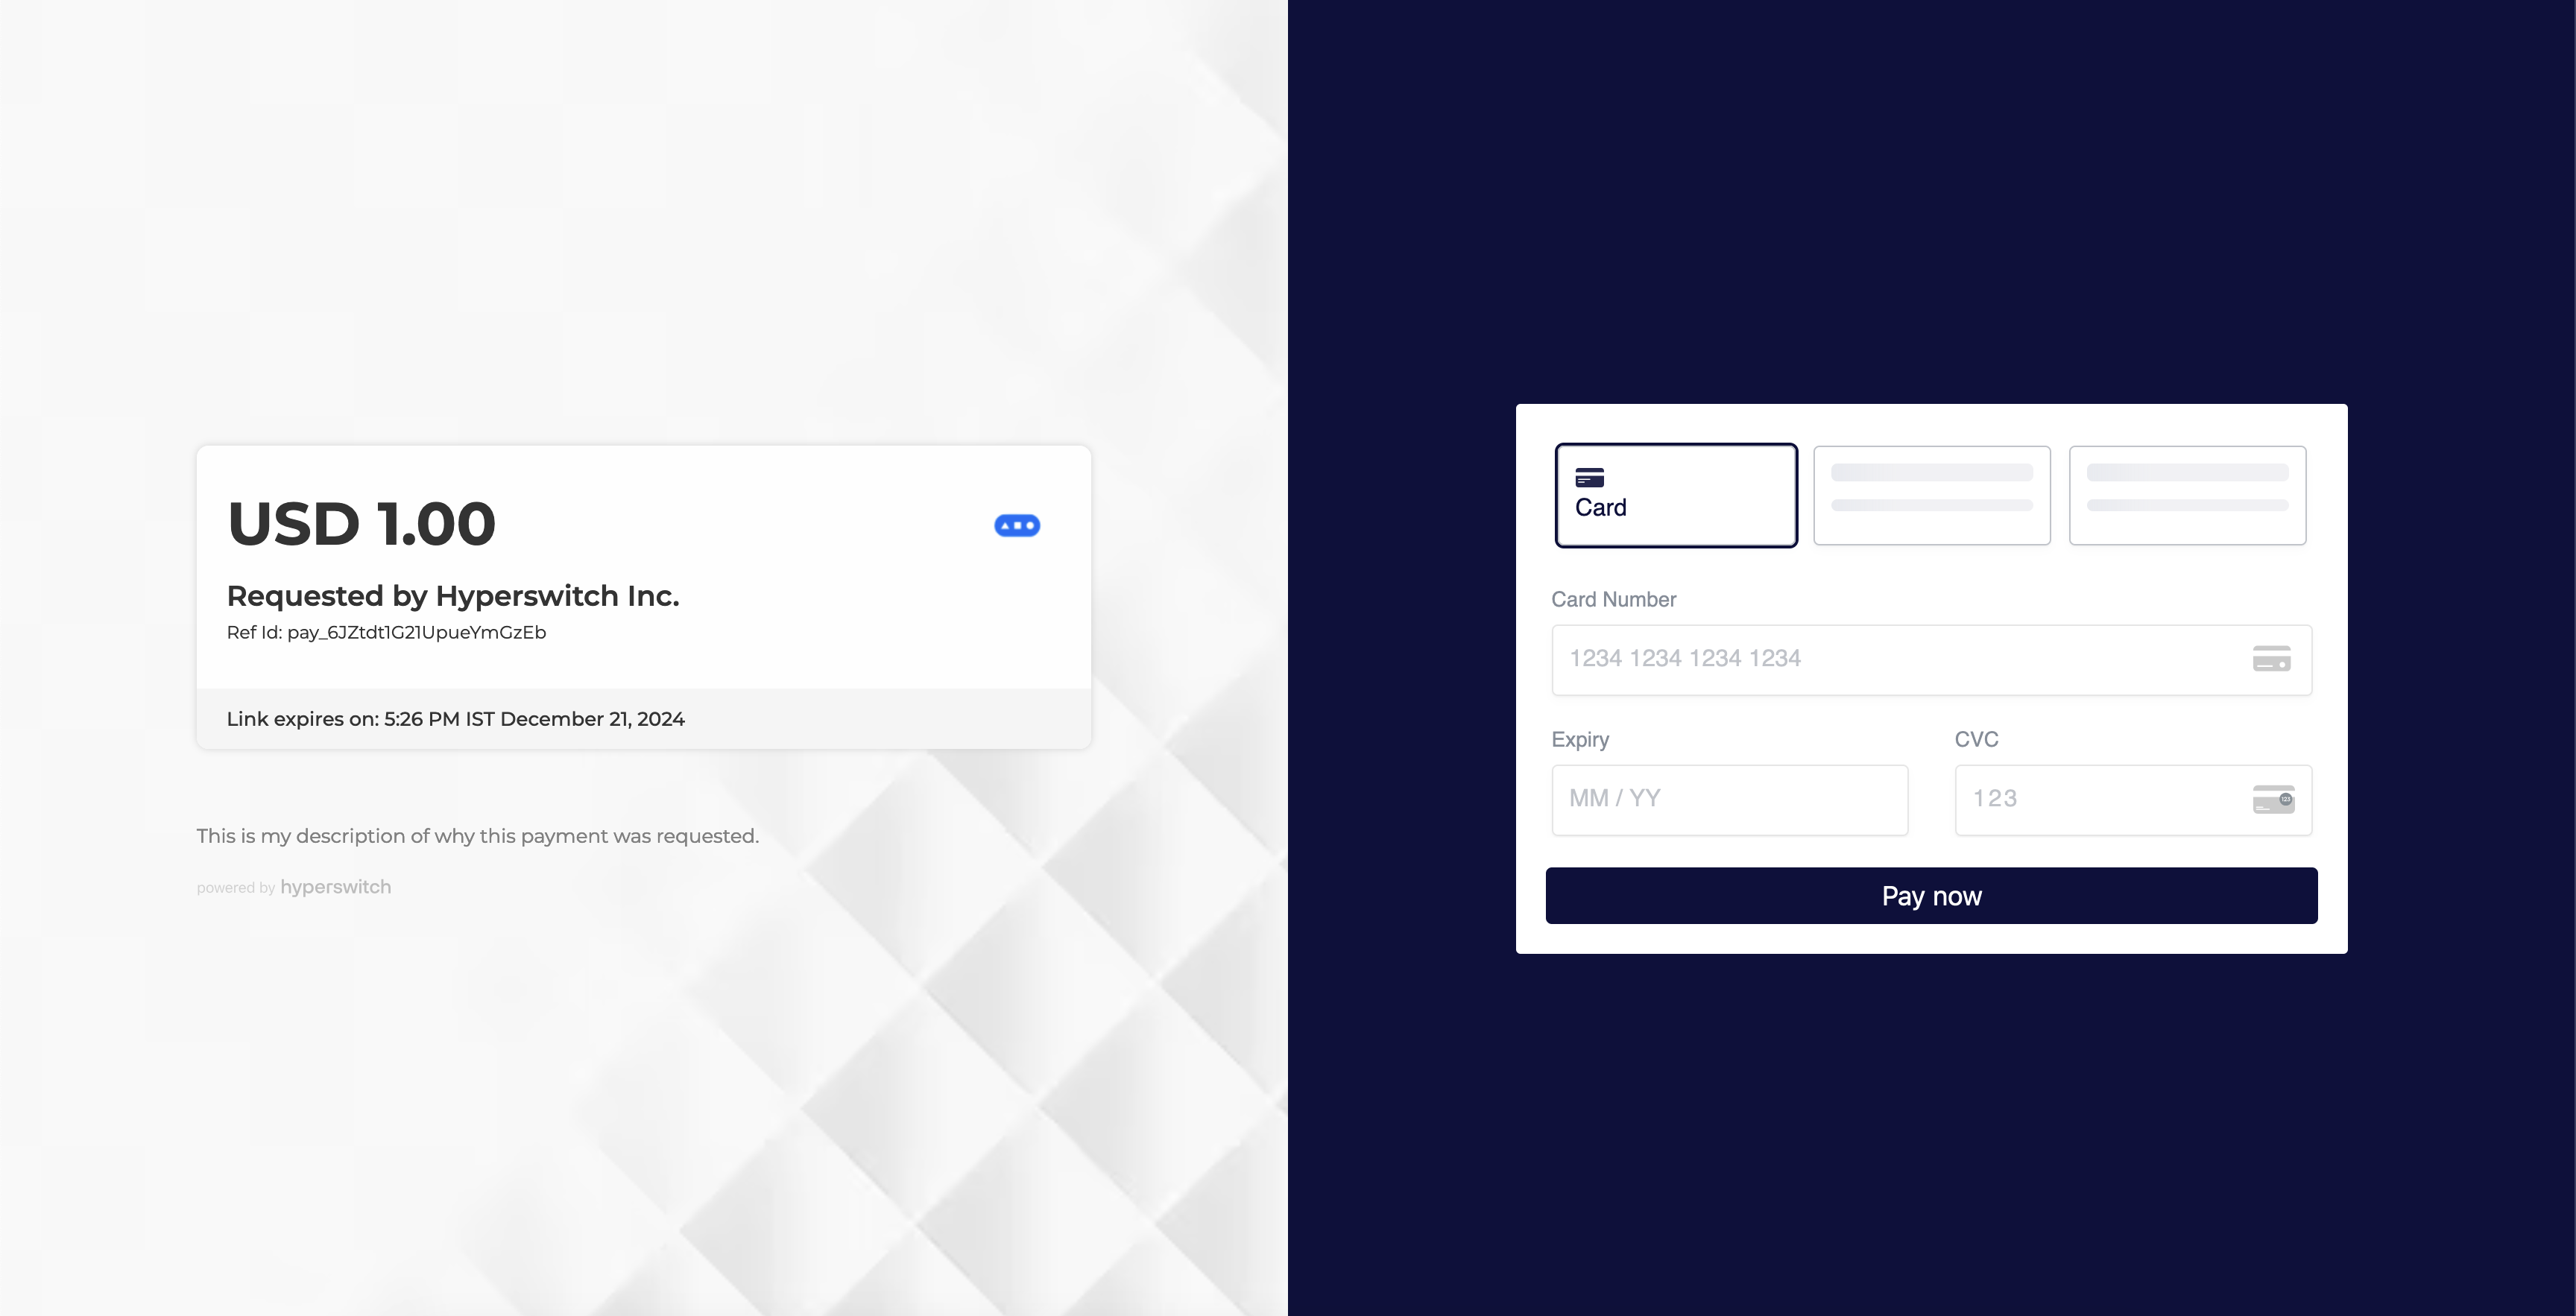 USD 1.00
Requested by Hyperswitch Inc.
Ref Id: pay_6JZtdt1G21UpueYmGzEb
Link expires on: 5:26 PM IST December 21, 2024
This is my description of why this payment was requested.
powered by hyperswitch
Card
Card Number
1234 1234 1234 1234
Expiry
CVC
MM / YY
123
123
Pay now